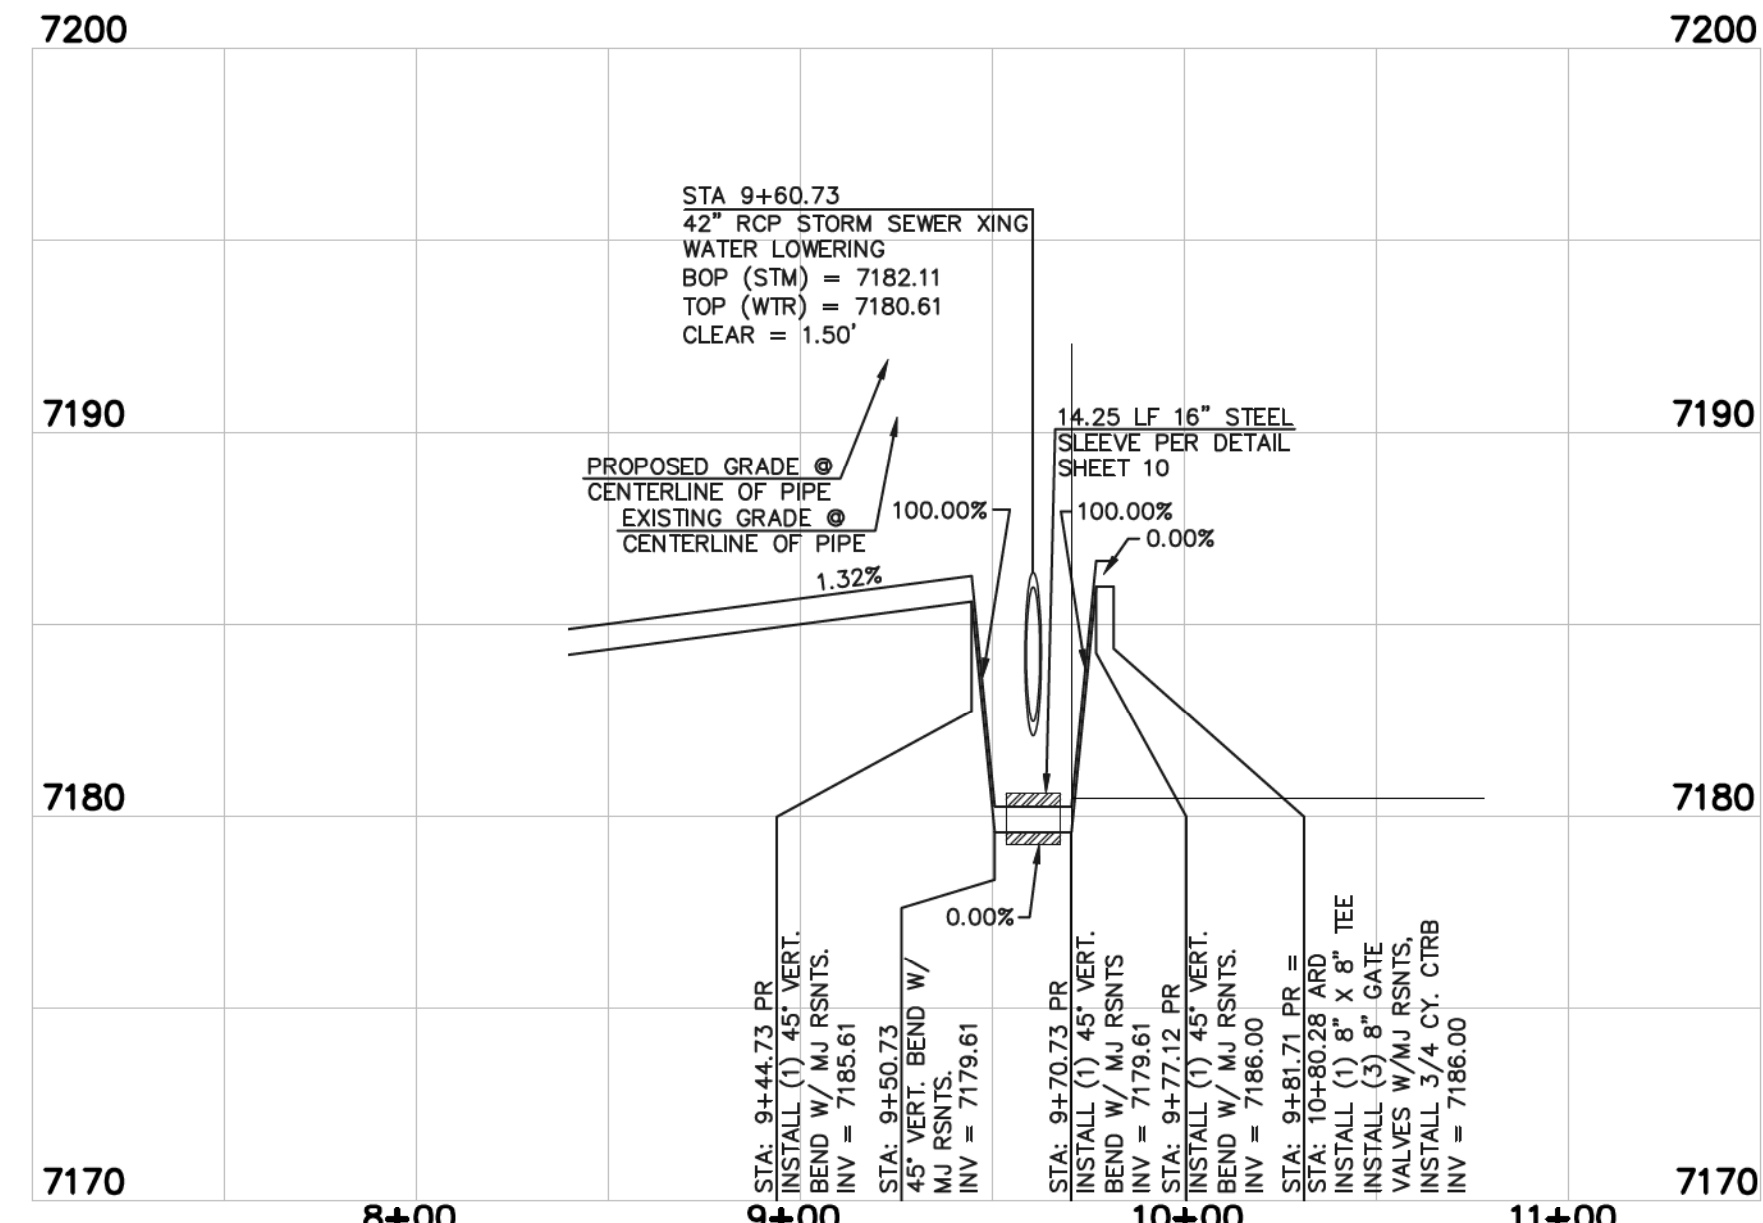 7200
7200
STA 9+60.73
42" RCP STORM SEWER XING
WATER LOWERING
BOP (STM) = 7182.11
TOP (WTR) = 7180.61
CLEAR = 1.50'
7190
7190
14.25 LF 16" STEEL
SLEEVE PER DETAIL
SHEET 10
PROPOSED GRADE @
CENTERLINE OF PIPE
EXISTING GRADE @
CENTERLINE OF PIPE
100.00%
100.00%
0.00%
1.32%
7180
7180
0.00%
STA: 9+44.73 PR
INSTALL (1) 45° VERT.
BEND W/ MJ RSNTS.
INV = 7185.61
STA: 9+50.73
45° VERT. BEND W/
MJ RSNTS.
INV = 7179.61
STA: 9+70.73 PR
INSTALL (1) 45° VERT.
BEND W/ MJ RSNTS
INV = 7179.61
STA: 9+77.12 PR
INSTALL (1) 45° VERT.
BEND W/ MJ RSNTS.
INV = 7186.00
STA: 9+81.71 PR =
STA: 10+80.28 ARD
INSTALL (1) 8" X 8" TEE
INSTALL (3) 8" GATE
VALVES W/MJ RSNTS,
INSTALL 3/4 CY. CTRB
INV = 7186.00
7170
7170
8+00
9+00
10+00
11+00